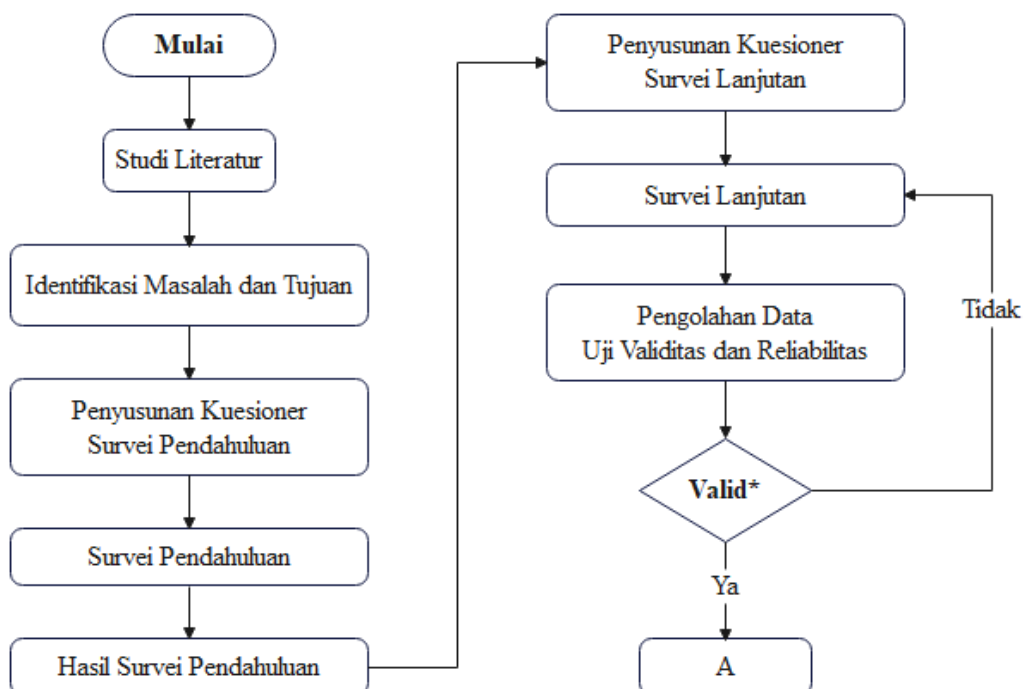 Mulai
Studi Literatur
Identifikasi Masalah dan Tujuan
Penyusunan Kuesioner
Survei Pendahuluan
Survei Pendahuluan
Hasil Survei Pendahuluan
Penyusunan Kuesioner
Survei Lanjutan
Survei Lanjutan
Pengolahan Data
Uji Validitas dan Reliabilitas
Valid*
Tidak
Ya
A